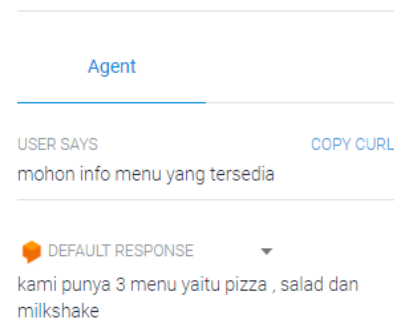 Agent
USER SAYS COPY CURL
mohon info menu yang tersedia
DEFAULT RESPONSE
kami punya 3 menu yaitu pizza , salad dan
milkshake